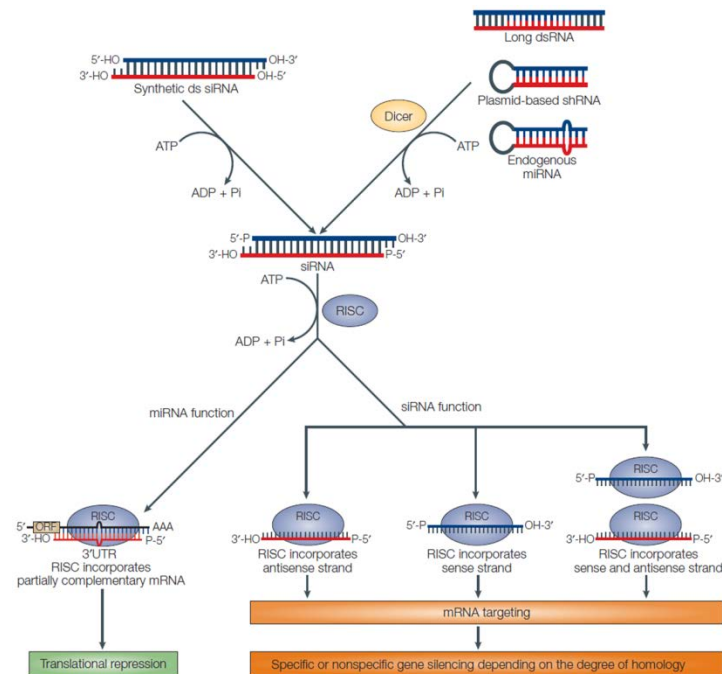 Long dsRNA
5′-HO OH-3′
3′-HO OH-5′
Synthetic ds siRNA
Plasmid-based shRNA
Dicer
ATP ATP
Endogenous
miRNA
ADP + Pi ADP + Pi
5′-P OH-3′
3′-HO P-5′
siRNA
ATP
RISC
ADP + Pi
miRNA function
siRNA function
RISC
5′-P OH-3′
RISC
5′ ORF AAA
3′-HO P-5′
3′UTR
RISC incorporates
partially complementary mRNA
RISC
3′-HO P-5′
RISC incorporates
antisense strand
RISC
5′-P OH-3′
RISC incorporates
sense strand
RISC
3′-HO P-5′
RISC incorporates
sense and antisense strand
mRNA targeting
Translational repression
Specific or nonspecific gene silencing depending on the degree of homology